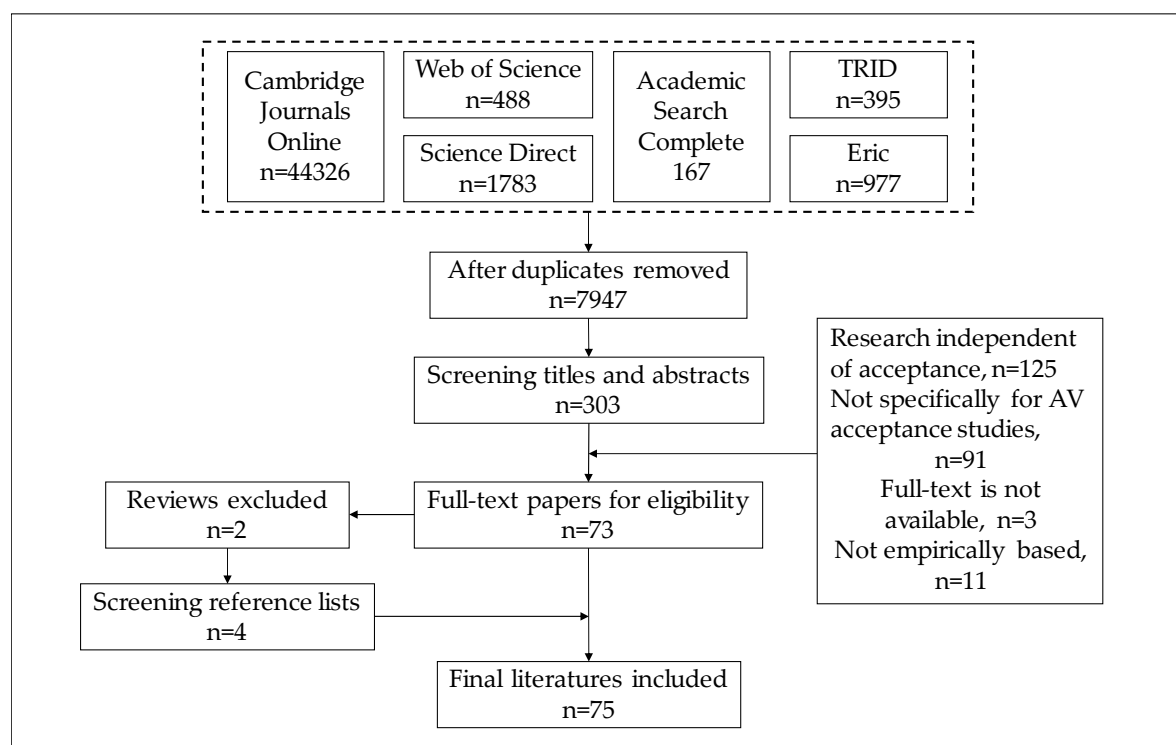 Cambridge
Journals
Online
n=44326
Web of Science
n=488
Science Direct
n=1783
Academic
Search
Complete
167
TRID
n=395
Eric
n=977
After duplicates removed
n=7947
Screening titles and abstracts
n=303
Research independent
of acceptance, n=125
Not specifically for AV
acceptance studies,
n=91
Full-text is not
available, n=3
Not empirically based,
n=11
Full-text papers for eligibility
n=73
Reviews excluded
n=2
Screening reference lists
n=4
Final literatures included
n=75